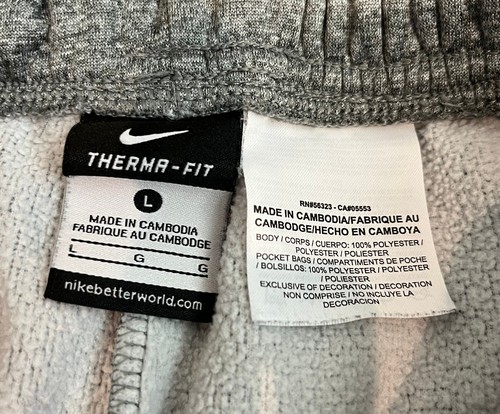 THERMA-FIT
L
MADE IN CAMBODIA
FABRIQUE AU CAMBODGE
L G G
nikebetterworld.com
RN#56323 - CA#05553
MADE IN CAMBODIA/FABRIQUE AU
CAMBODGE/HECHO EN CAMBOYA
BODY / CORPS / CUERPO: 100% POLYESTER /
POLYESTER / POLIESTER
POCKET BAGS / COMPARTIMENTS DE POCHE
/ BOLSILLOS: 100% POLYESTER / POLYESTER
/ POLIESTER
EXCLUSIVE OF DECORATION / DECORATION
NON COMPRISE / NO INCLUYE LA
DECORACION